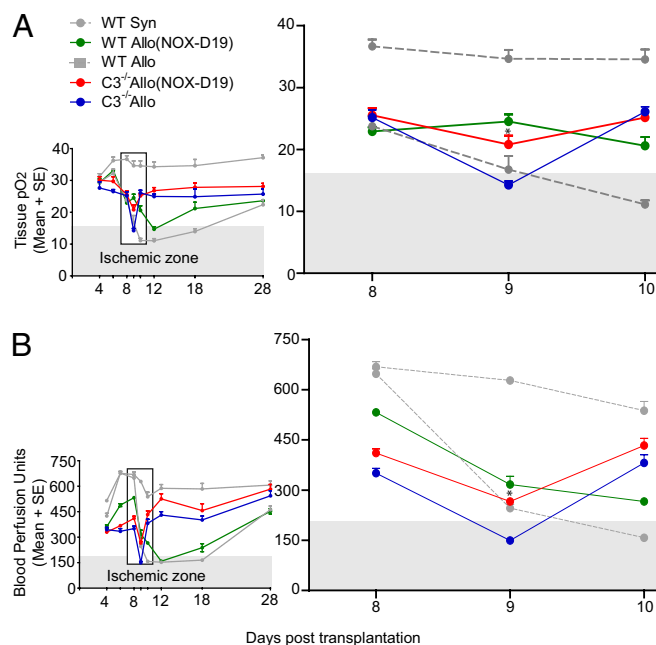 A
WT Syn
WT Allo(NOX-D19)
WT Allo
C3-/-Allo(NOX-D19)
C3-/-Allo
Tissue pO2
(Mean + SE)
40
30
20
10
0
Ischemic zone
4 6 8 12 18 28
40
30
20
10
0
*
8 9 10
B
Blood Perfusion Units
(Mean + SE)
750
600
450
300
150
0
Ischemic zone
4 6 8 12 18 28
750
600
450
300
150
0
*
8 9 10
Days post transplantation